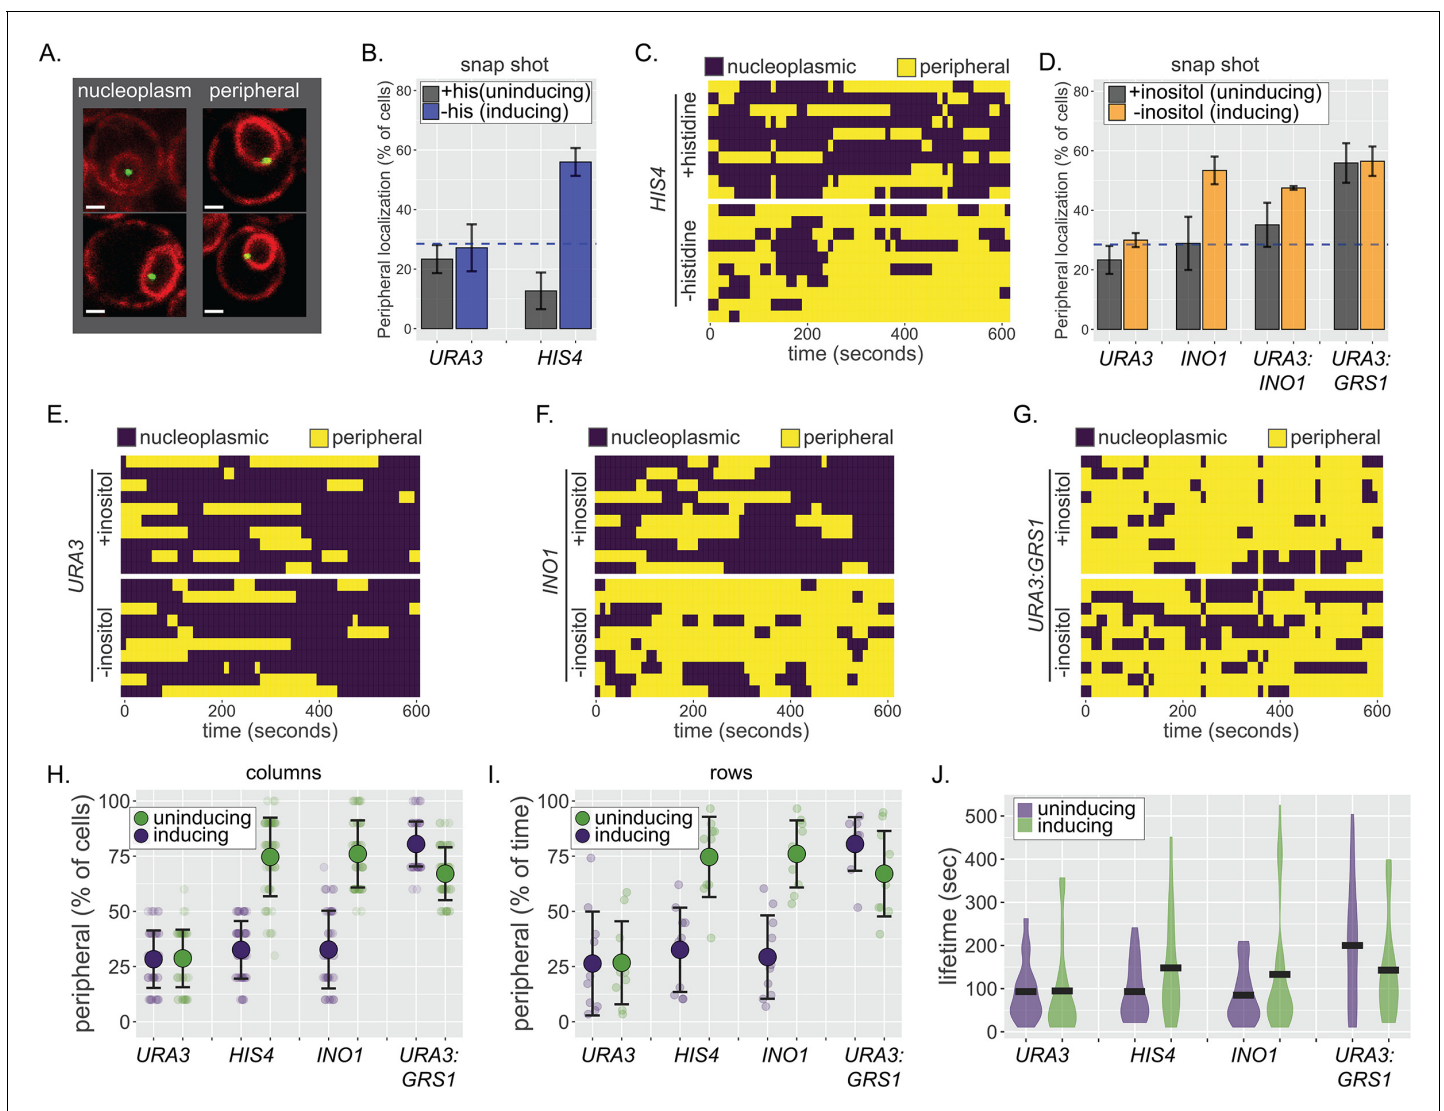 A.
nucleoplasm peripheral
B.
snap shot
+his(uninducing)
-his (inducing)
Peripheral localization (% of cells)
80
60
40
20
0
URA3 HIS4
C.
nucleoplasmic peripheral
HIS4
+histidine
-histidine
0 200 400 600
time (seconds)
D.
snap shot
+inositol (uninducing)
-inositol (inducing)
Peripheral localization (% of cells)
80
60
40
20
0
URA3 INO1 URA3: URA3:
INO1 GRS1
E.
nucleoplasmic peripheral
URA3
+inositol
-inositol
0 200 400 600
time (seconds)
F.
nucleoplasmic peripheral
INO1
+inositol
-inositol
0 200 400 600
time (seconds)
G.
nucleoplasmic peripheral
URA3:GRS1
+inositol
-inositol
0 200 400 600
time (seconds)
H.
columns
uninducing
inducing
peripheral (% of cells)
100
75
50
25
0
URA3 HIS4 INO1 URA3:
GRS1
I.
rows
uninducing
inducing
peripheral (% of time)
100
75
50
25
0
URA3 HIS4 INO1 URA3:
GRS1
J.
uninducing
inducing
lifetime (sec)
500
400
300
200
100
0
URA3 HIS4 INO1 URA3:
GRS1